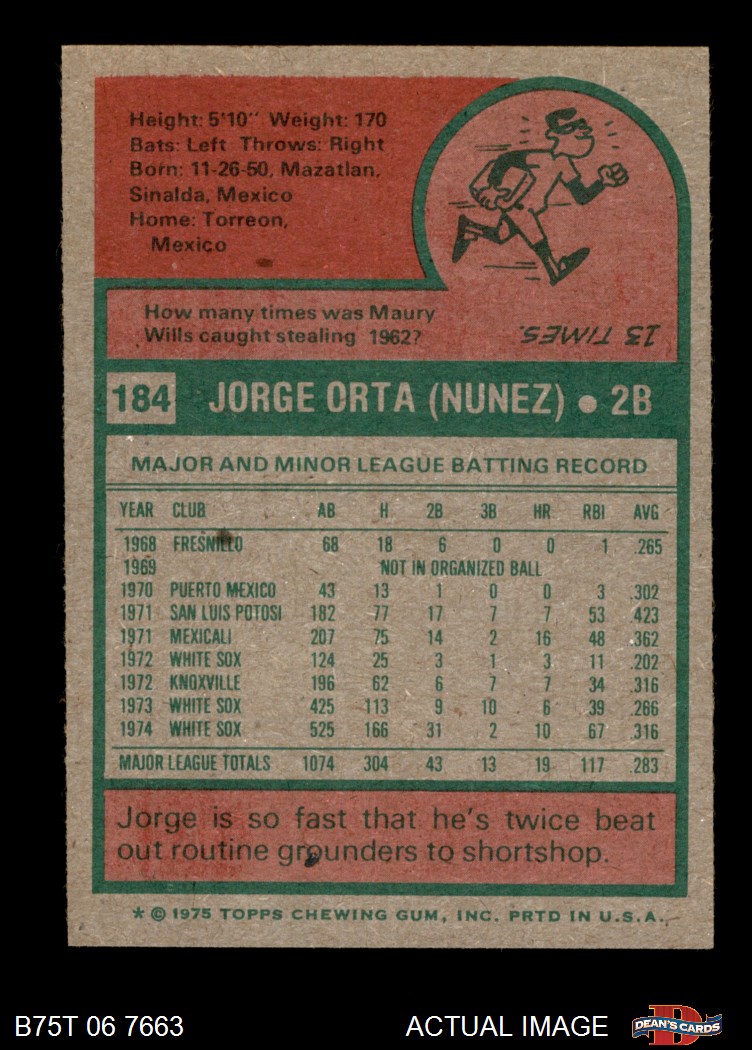 Height: 5'10" Weight: 170
Bats: Left Throws: Right
Born: 11-26-50, Mazatlan,
Sinalda, Mexico
Home: Torreon,
Mexico
How many times was Maury
Wills caught stealing 1962?
13 TIMES.
184 JORGE ORTA (NUNEZ) ● 2B
MAJOR AND MINOR LEAGUE BATTING RECORD
YEAR CLUB AB H 2B 3B HR RBI AVG
1968 FRESNILLO 68 18 6 0 0 1 .265
1969 NOT IN ORGANIZED BALL
1970 PUERTO MEXICO 43 13 1 0 0 3 .302
1971 SAN LUIS POTOSI 182 77 17 7 7 53 .423
1971 MEXICALI 207 75 14 2 16 48 .362
1972 WHITE SOX 124 25 3 1 3 11 .202
1972 KNOXVILLE 196 62 6 7 7 34 .316
1973 WHITE SOX 425 113 9 10 6 39 .266
1974 WHITE SOX 525 166 31 2 10 67 .316
MAJOR LEAGUE TOTALS 1074 304 43 13 19 117 .283
Jorge is so fast that he's twice beat
out routine grounders to shortshop.
* © 1975 TOPPS CHEWING GUM, INC. PRTD IN U.S.A.
B75T 06 7663 ACTUAL IMAGE DEAN'S CARDS